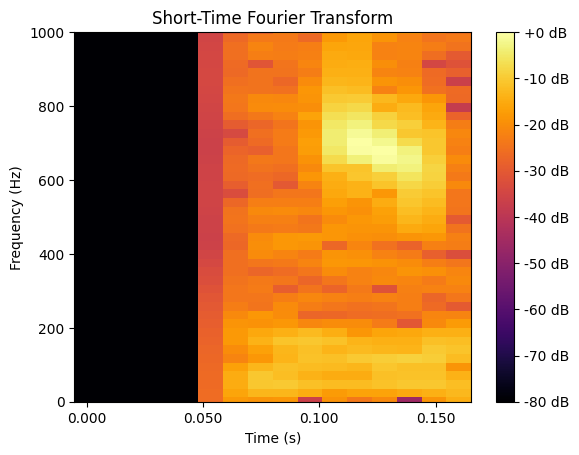 Short-Time Fourier Transform
1000
800
600
400
200
0
Frequency (Hz)
0.000
0.050
0.100
0.150
Time (s)
+0 dB
-10 dB
-20 dB
-30 dB
-40 dB
-50 dB
-60 dB
-70 dB
-80 dB